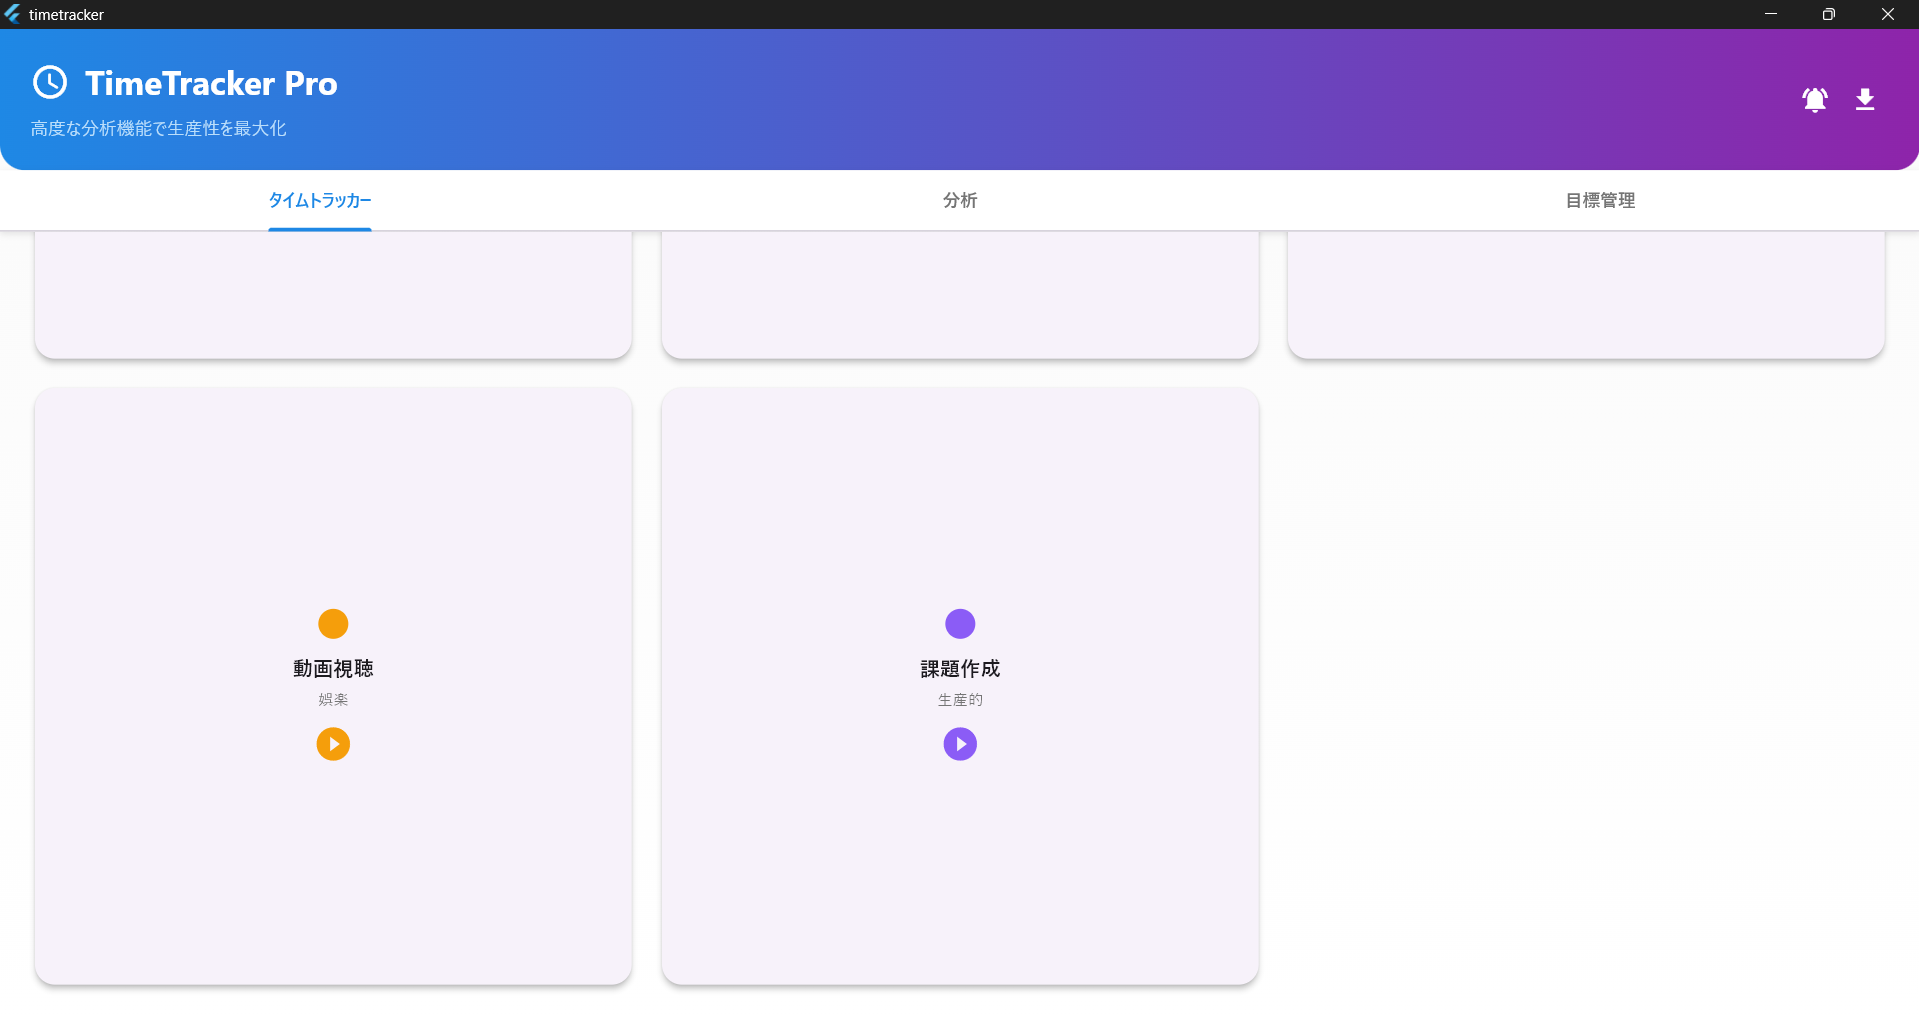 timetracker
TimeTracker Pro
高度な分析機能で生産性を最大化
タイムトラッカー
分析
目標管理
動画視聴
娯楽
課題作成
生産的